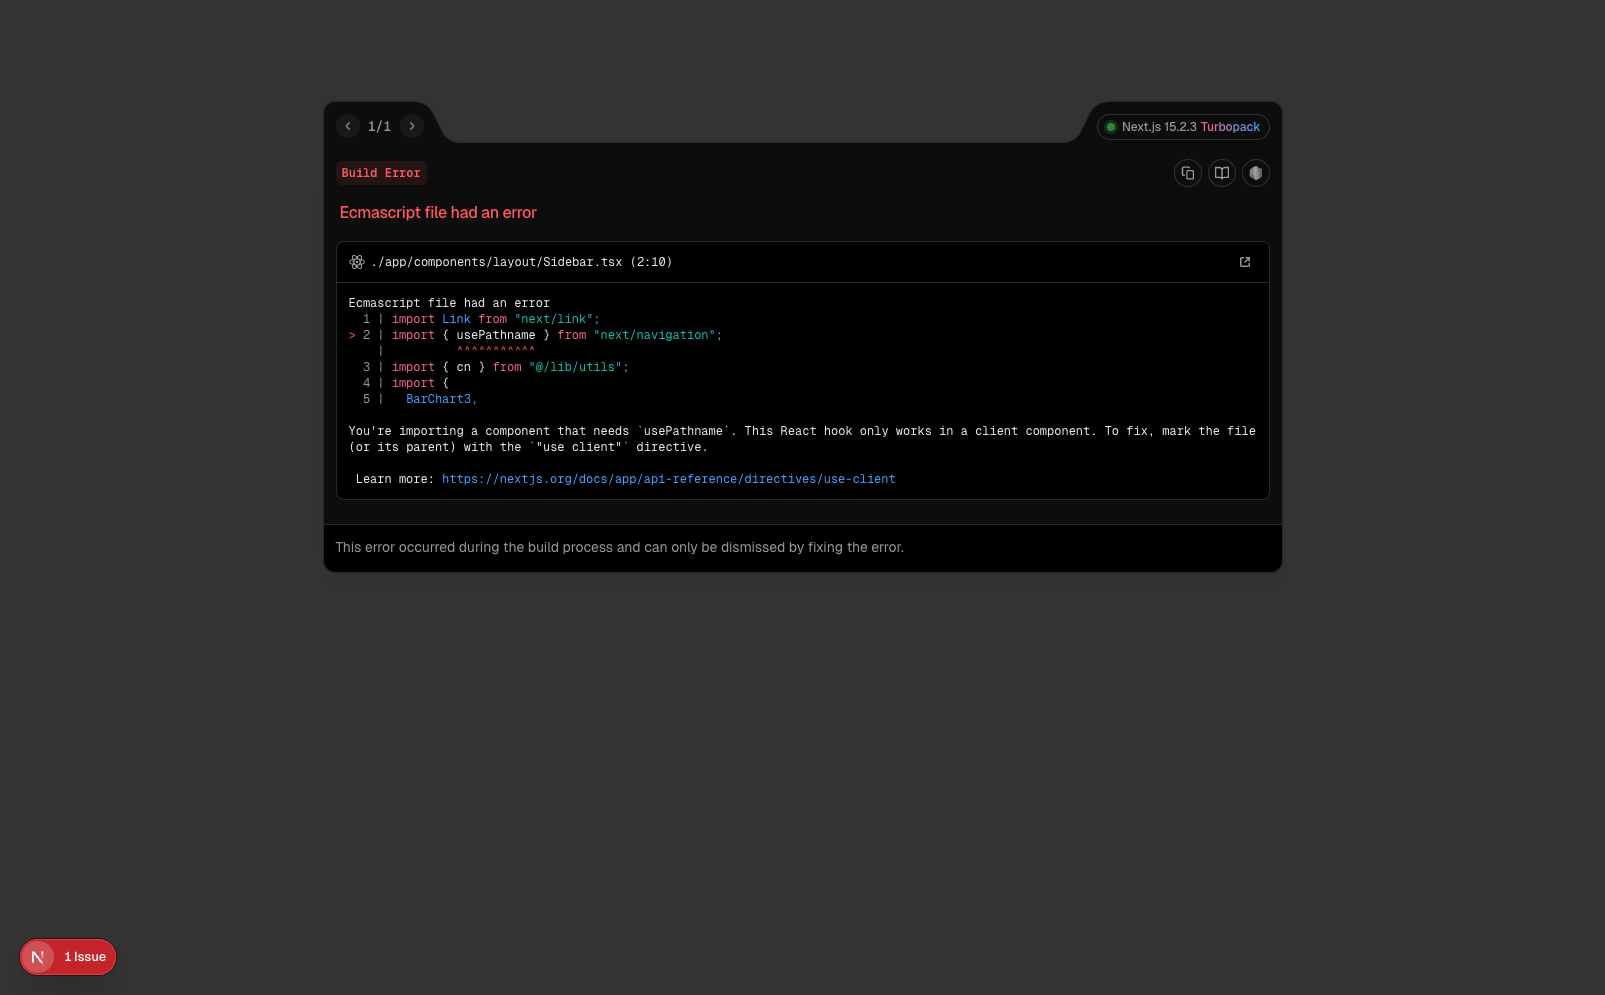 1/1
Next.js 15.2.3 Turbopack
Build Error
Ecmascript file had an error
./app/components/layout/Sidebar.tsx (2:10)
Ecmascript file had an error
  1 | import Link from "next/link";
> 2 | import { usePathname } from "next/navigation";
    |          ^^^^^^^^^^^
  3 | import { cn } from "@/lib/utils";
  4 | import {
  5 |   BarChart3,
You're importing a component that needs `usePathname`. This React hook only works in a client component. To fix, mark the file
(or its parent) with the `"use client"` directive.
Learn more: https://nextjs.org/docs/app/api-reference/directives/use-client
This error occurred during the build process and can only be dismissed by fixing the error.
N
1 Issue